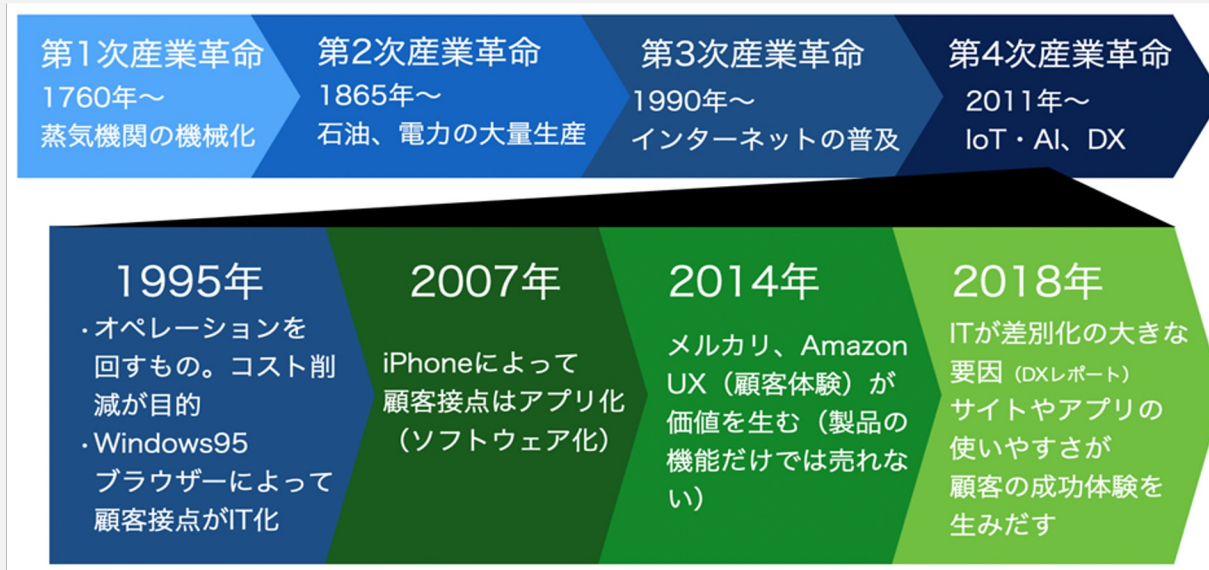 第1次産業革命
1760年〜
蒸気機関の機械化
第2次産業革命
1865年〜
石油、電力の大量生産
第3次産業革命
1990年〜
インターネットの普及
第4次産業革命
2011年〜
IoT・AI、DX
1995年
・オペレーションを
回すもの。コスト削
減が目的
・Windows95
ブラウザーによって
顧客接点がIT化
2007年
iPhoneによって
顧客接点はアプリ化
（ソフトウェア化）
2014年
メルカリ、Amazon
UX（顧客体験）が
価値を生む（製品の
機能だけでは売れな
い）
2018年
ITが差別化の大きな
要因（DXレポート）
サイトやアプリの
使いやすさが
顧客の成功体験を
生みだす